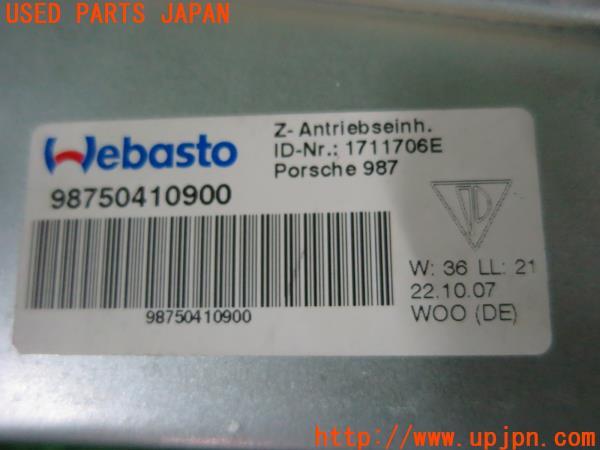 USED PARTS JAPAN
Webasto
Z-Antriebseinh.
ID-Nr.: 1711706E
Porsche 987
98750410900
98750410900
W: 36 LL: 21
22.10.07
WOO (DE)
http://www.upjpn.com